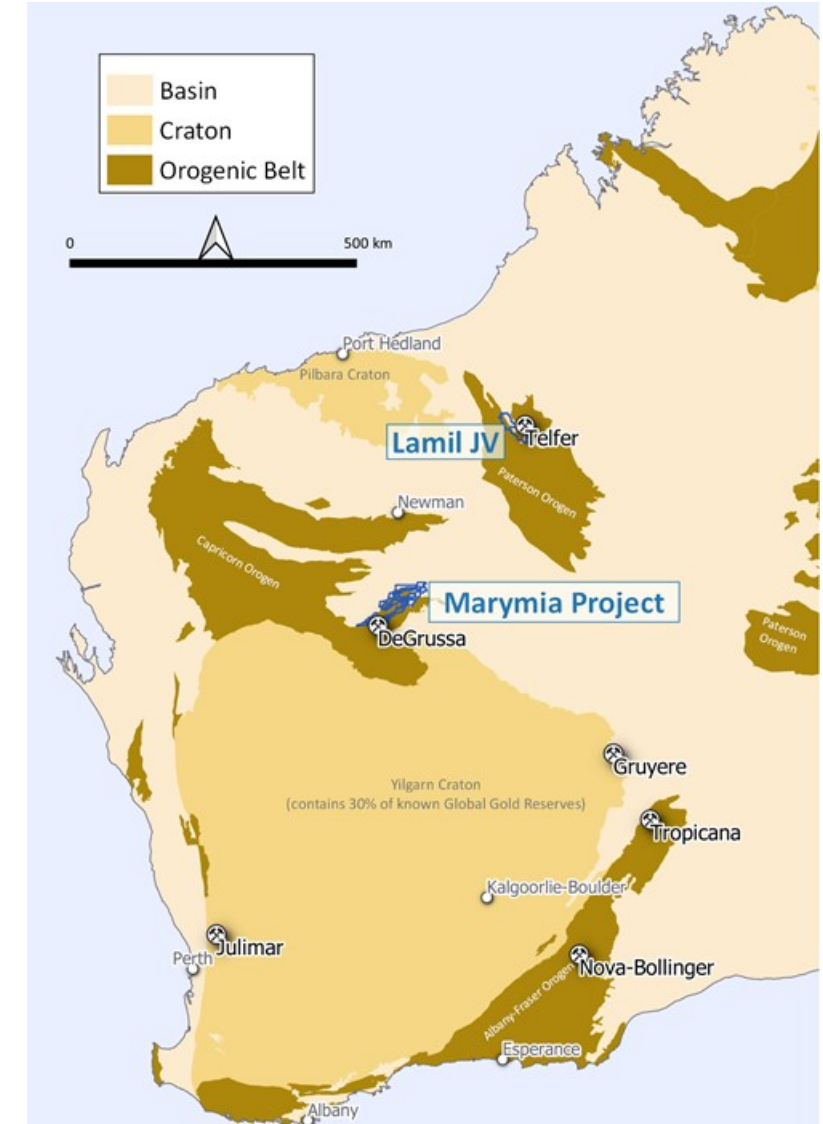 Basin
Craton
Orogenic Belt
0
500 km
Port Hedland
Pilbara Craton
Lamil JV
Telfer
Paterson Orogen
Newman
Capricorn Orogen
Marymia Project
DeGrussa
Paterson
Orogen
Gruyere
Yilgarn Craton
(contains 30% of known Global Gold Reserves)
Tropicana
Kalgoorlie-Boulder
Julimar
Perth
Nova-Bollinger
Albany-Fraser Orogen
Esperance
Albany